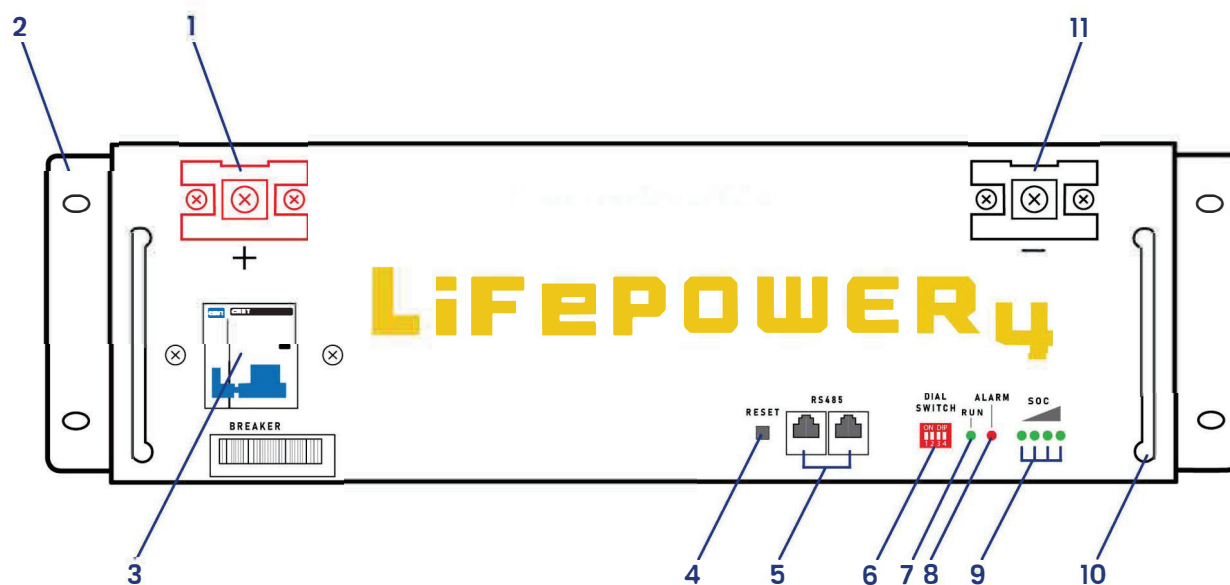 2
1
11
+
−
LiFePOWER4
BREAKER
RESET
RS485
DIAL
SWITCH
RUN
ALARM
SOC
ON DIP
1 2 3 4
3
4
5
6
7
8
9
10